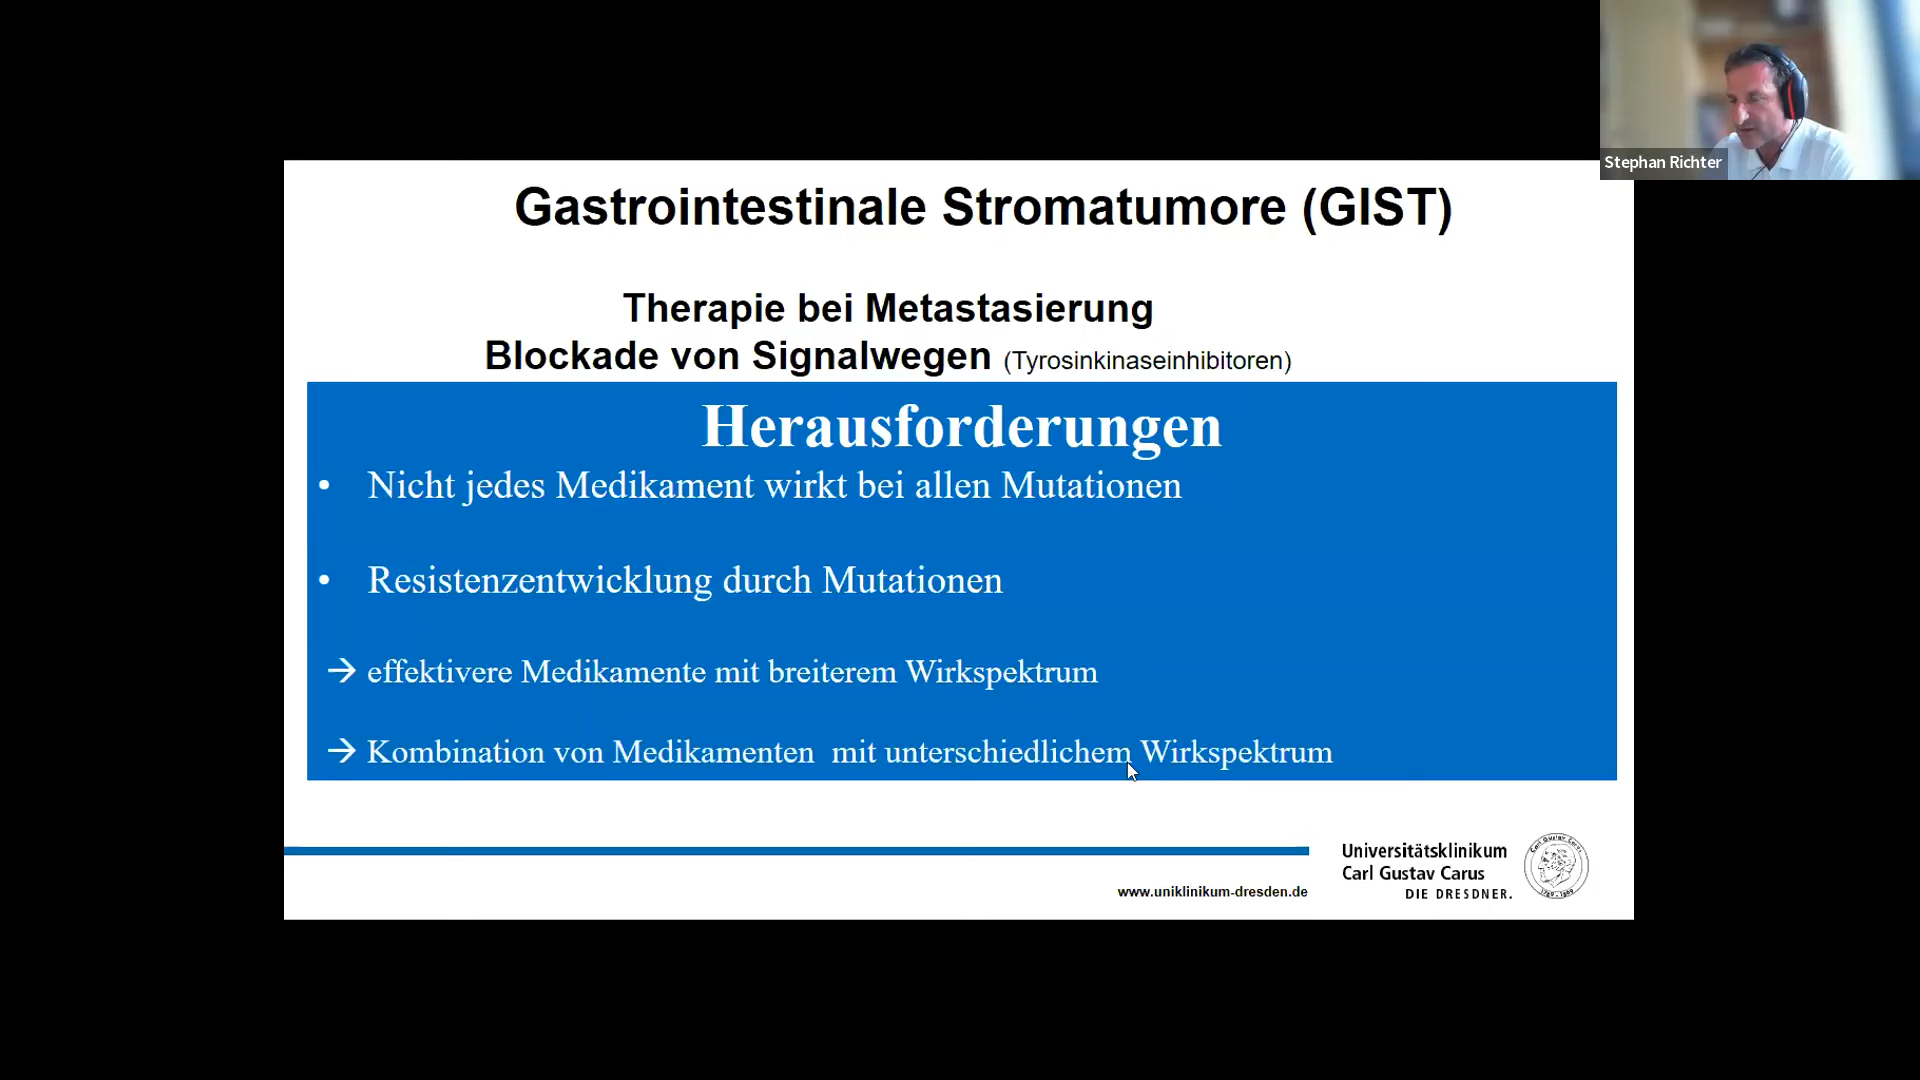 Stephan Richter
Gastrointestinale Stromatumore (GIST)
Therapie bei Metastasierung
Blockade von Signalwegen (Tyrosinkinaseinhibitoren)
Herausforderungen
• Nicht jedes Medikament wirkt bei allen Mutationen
• Resistenzentwicklung durch Mutationen
→ effektivere Medikamente mit breiterem Wirkspektrum
→ Kombination von Medikamenten mit unterschiedlichem Wirkspektrum
Universitätsklinikum
Carl Gustav Carus
DIE DRESDNER.
www.uniklinikum-dresden.de